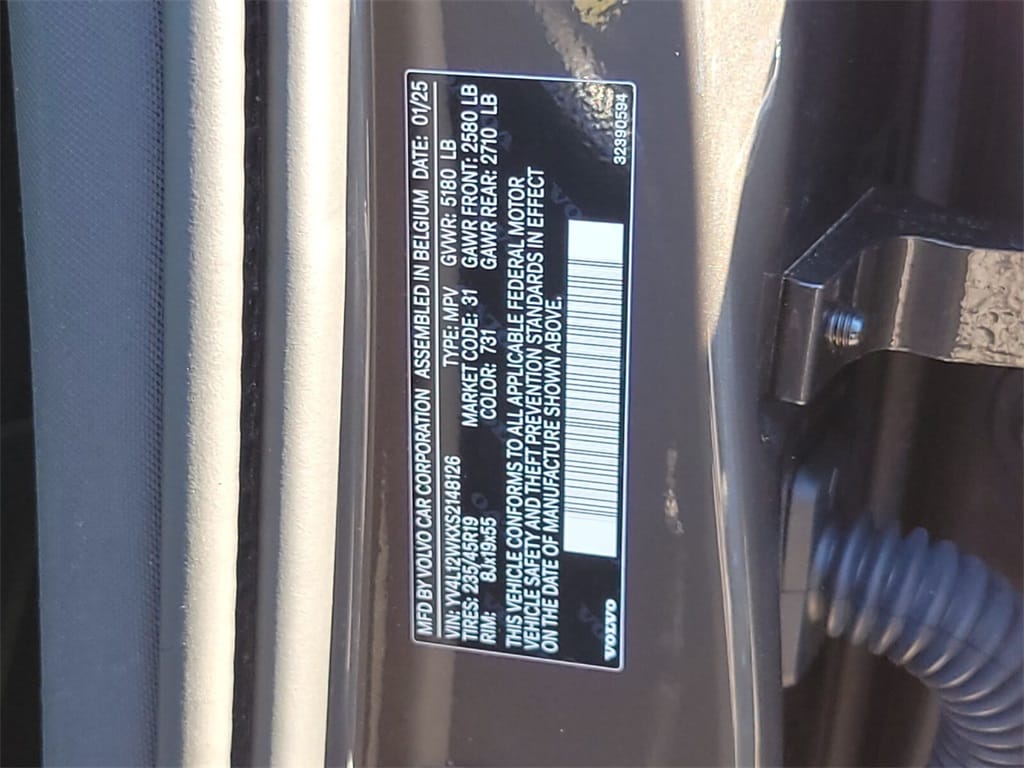 MFD BY VOLVO CAR CORPORATION ASSEMBLED IN BELGIUM DATE: 01/25
VIN: YV4L12WKXS2148126 TYPE: MPV GVWR: 5180 LB
TIRES: 235/45R19 MARKET CODE: 31 GAWR FRONT: 2580 LB
RIM: 8Jx19x55 COLOR: 731 GAWR REAR: 2710 LB
THIS VEHICLE CONFORMS TO ALL APPLICABLE FEDERAL MOTOR
VEHICLE SAFETY AND THEFT PREVENTION STANDARDS IN EFFECT
ON THE DATE OF MANUFACTURE SHOWN ABOVE.
VOLVO 32390594